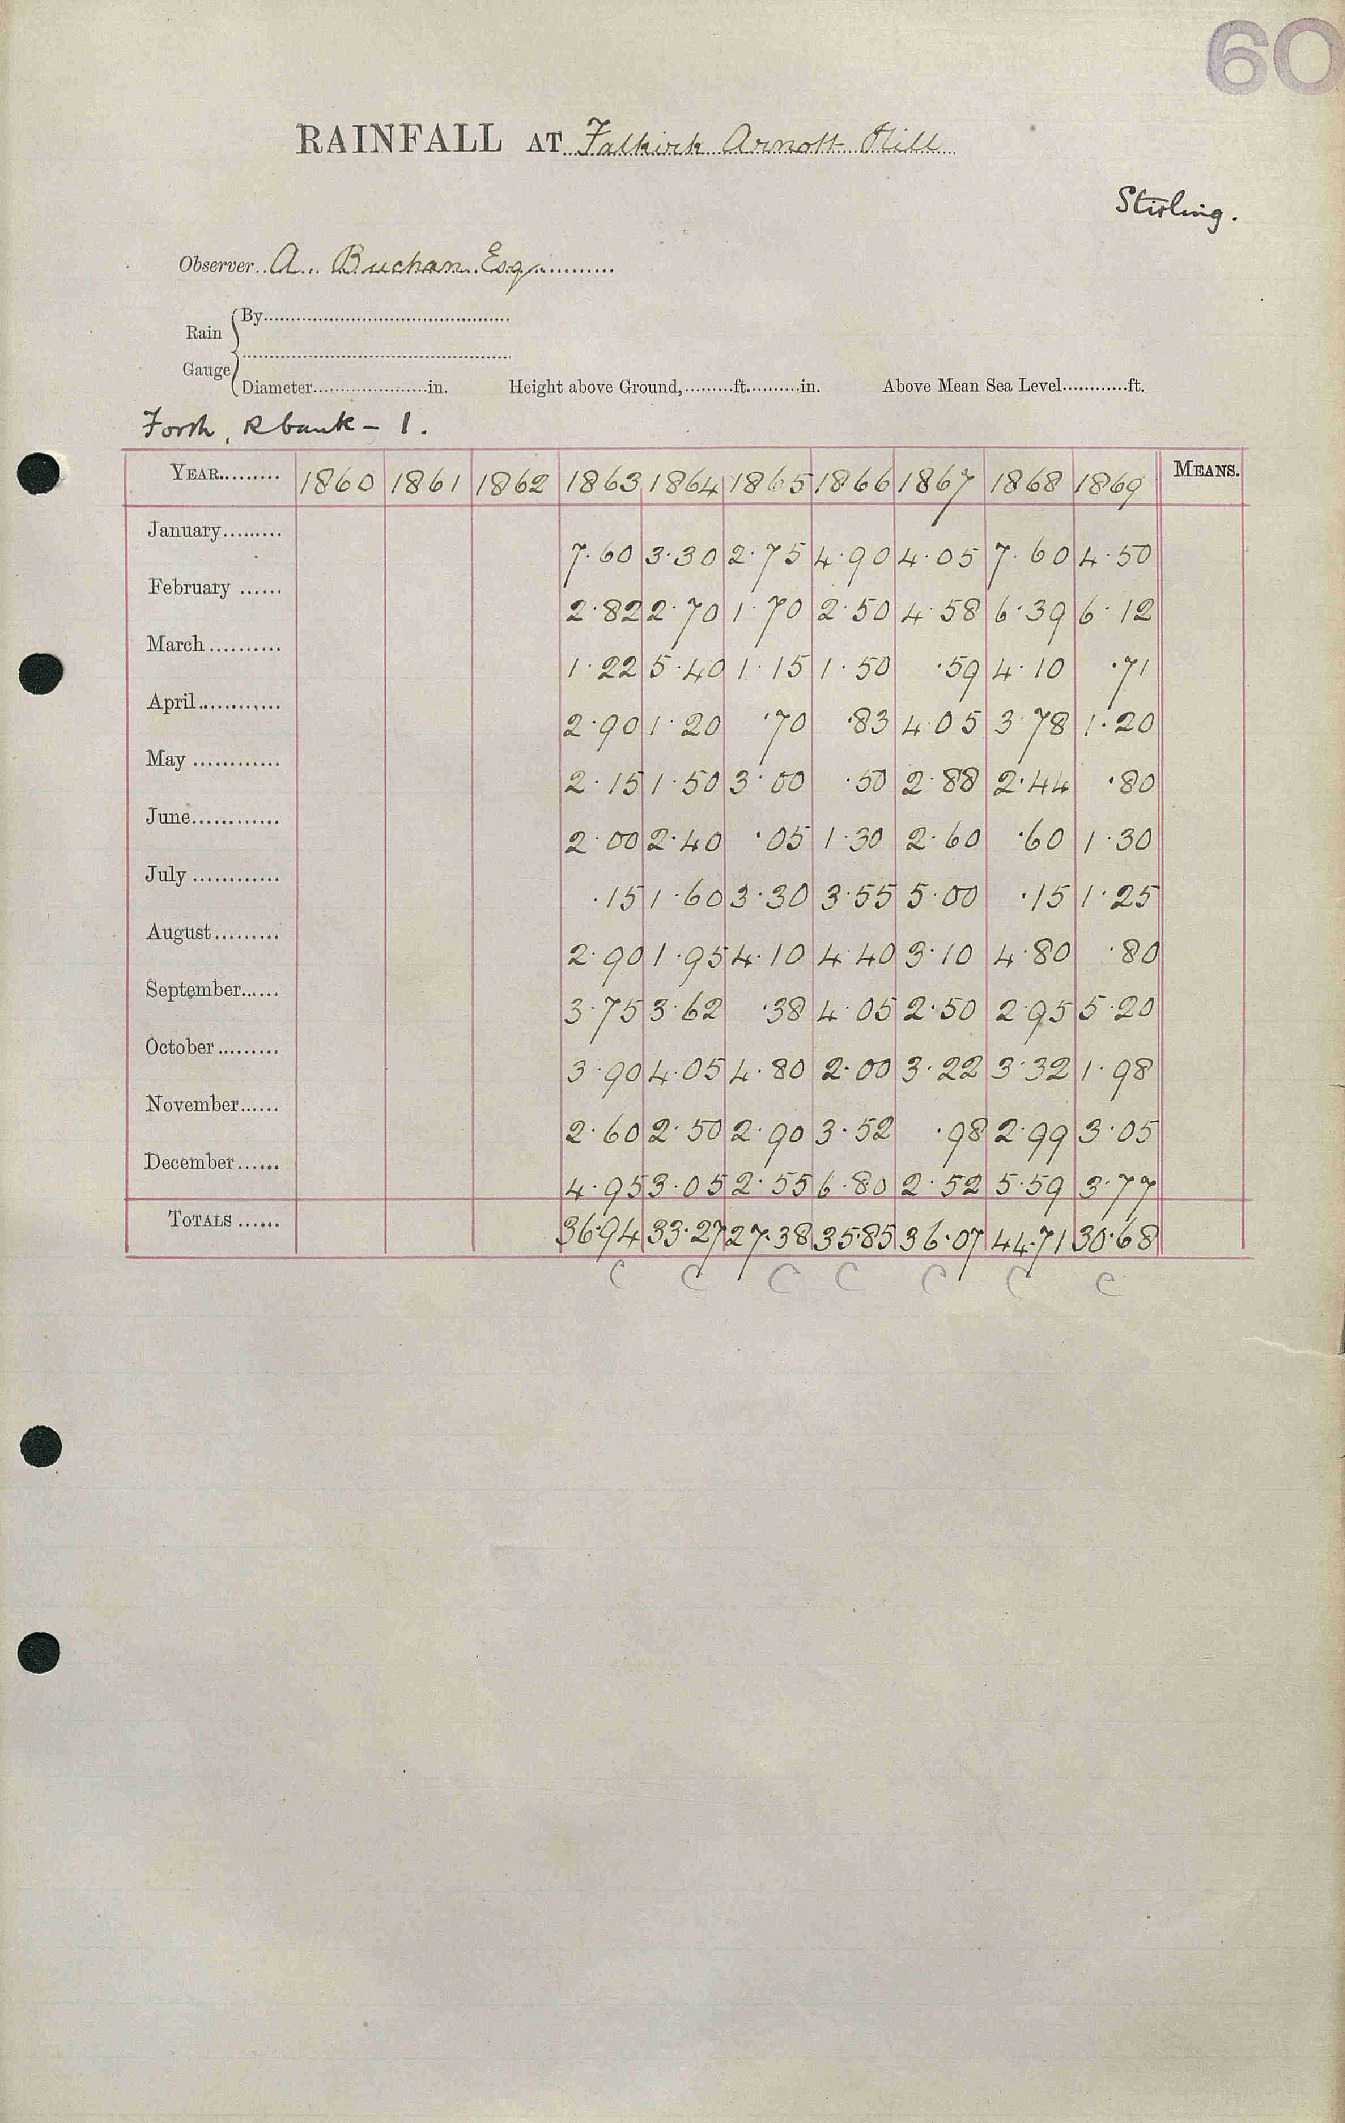 60
RAINFALL AT Falkirk Arnott Hill
Stirling.
Observer.. A... Buchan.. Esq...........
Rain Gauge { By...........................................
Diameter......................in. Height above Ground,.........ft..........in. Above Mean Sea Level............ft.
Forth, R bank - 1.
YEAR......... 1860 1861 1862 1863 1864 1865 1866 1867 1868 1869 MEANS.
January......... 7.60 3.30 2.75 4.90 4.05 7.60 4.50
February ...... 2.82 2.70 1.70 2.50 4.58 6.39 6.12
March.......... 1.22 5.40 1.15 1.50 .59 4.10 .71
April............ 2.90 1.20 .70 .83 4.05 3.78 1.20
May ............ 2.15 1.50 3.00 .50 2.88 2.44 .80
June............ 2.00 2.40 .05 1.30 2.60 .60 1.30
July ............ .15 1.60 3.30 3.55 5.00 .15 1.25
August......... 2.90 1.95 4.10 4.40 3.10 4.80 .80
September...... 3.75 3.62 .38 4.05 2.50 2.95 5.20
October ......... 3.90 4.05 4.80 2.00 3.22 3.32 1.98
November...... 2.60 2.50 2.90 3.52 .98 2.99 3.05
December ...... 4.95 3.05 2.55 6.80 2.52 5.59 3.77
TOTALS ...... 36.94 33.27 27.38 35.85 36.07 44.71 30.68
C C C C C C C